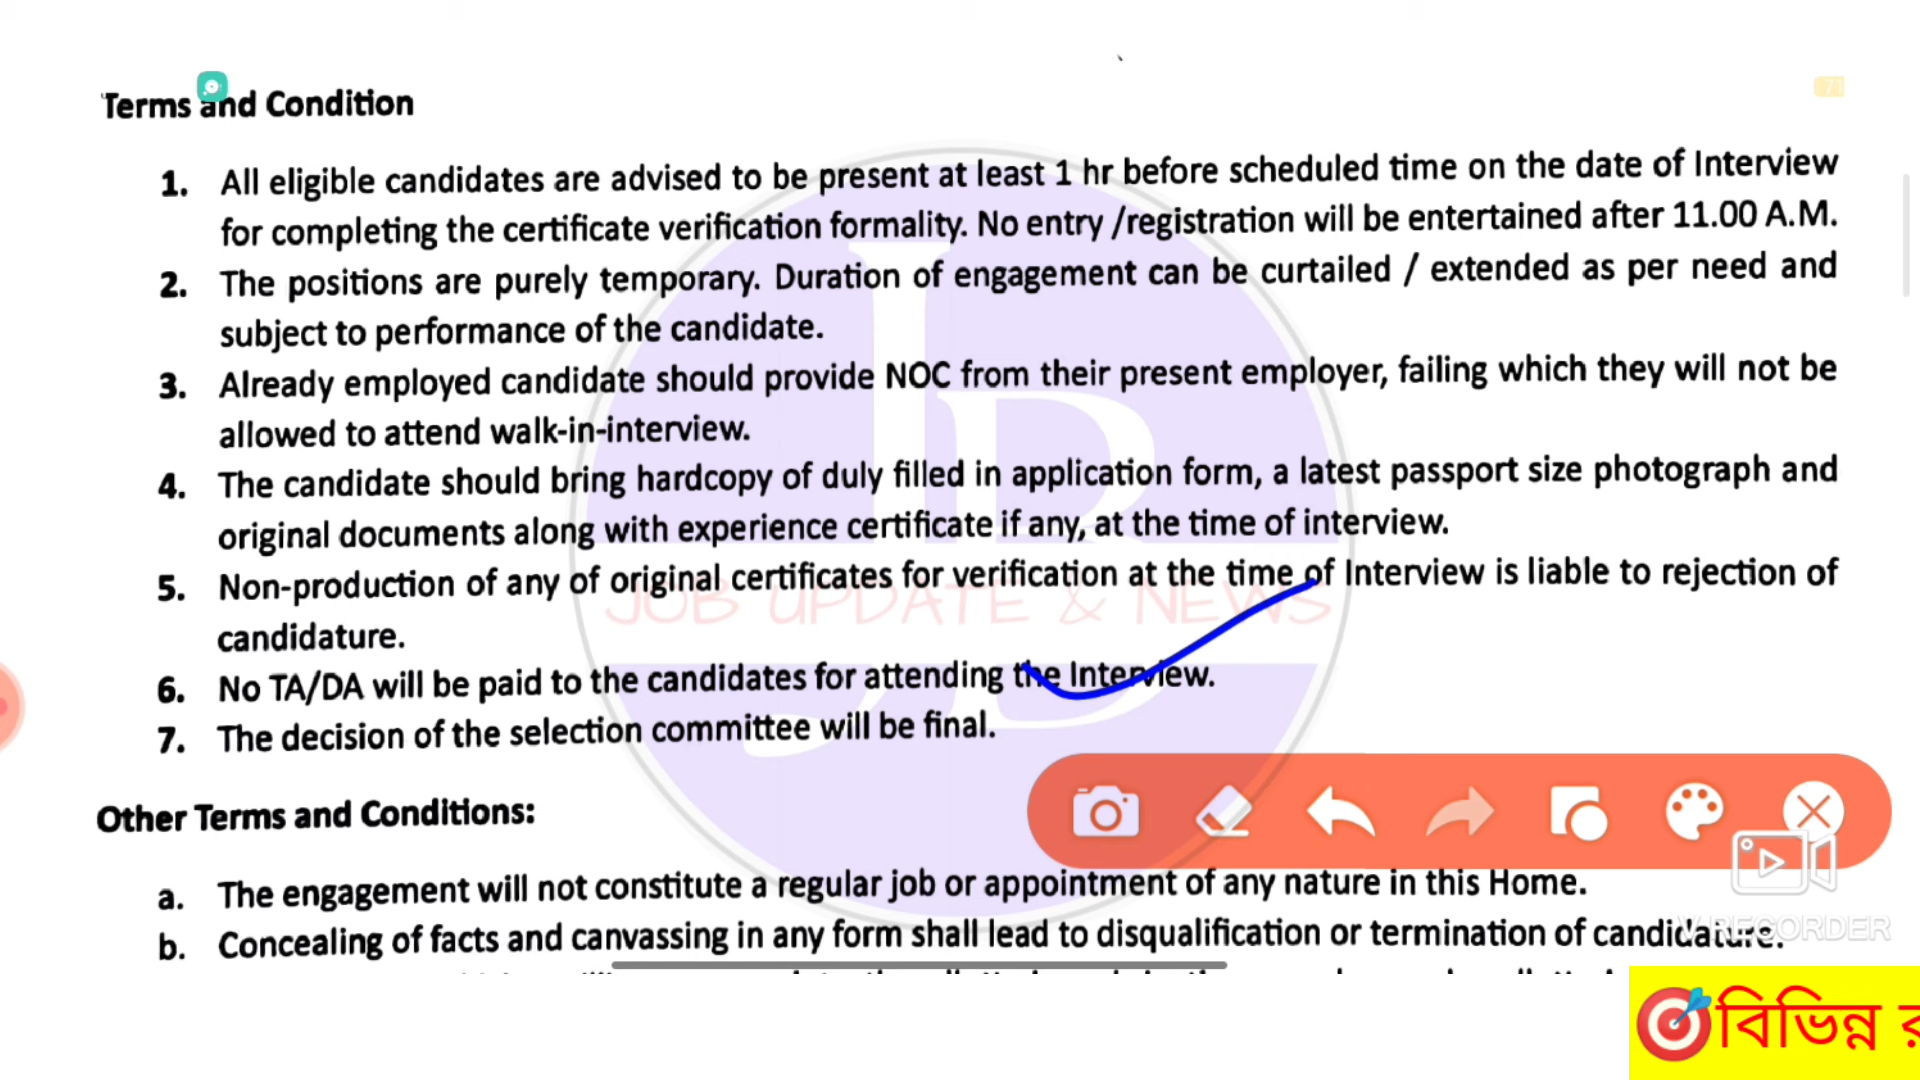 Terms and Condition
1. All eligible candidates are advised to be present at least 1 hr before scheduled time on the date of Interview
for completing the certificate verification formality. No entry /registration will be entertained after 11.00 A.M.
2. The positions are purely temporary. Duration of engagement can be curtailed / extended as per need and
subject to performance of the candidate.
3. Already employed candidate should provide NOC from their present employer, failing which they will not be
allowed to attend walk-in-interview.
4. The candidate should bring hardcopy of duly filled in application form, a latest passport size photograph and
original documents along with experience certificate if any, at the time of interview.
5. Non-production of any of original certificates for verification at the time of Interview is liable to rejection of
candidature.
JOB UPDATE & NEWS
6. No TA/DA will be paid to the candidates for attending the Interview.
7. The decision of the selection committee will be final.
Other Terms and Conditions:
a. The engagement will not constitute a regular job or appointment of any nature in this Home.
b. Concealing of facts and canvassing in any form shall lead to disqualification or termination of candidature.
V RECORDER
বিভিন্ন
71